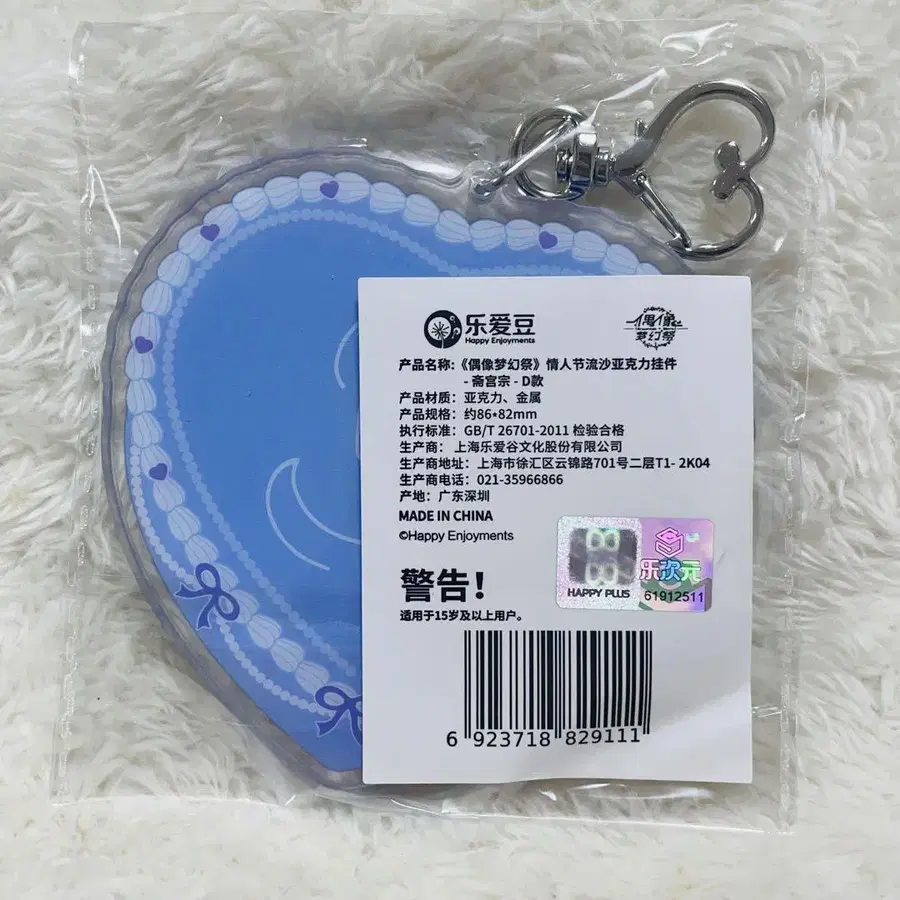 乐爱豆
Happy Enjoyments
偶像
梦幻祭
产品名称:《偶像梦幻祭》情人节流沙亚克力挂件
- 斋宫宗 - D款
产品材质：亚克力、金属
产品规格：约86*82mm
执行标准：GB/T 26701-2011 检验合格
生产商： 上海乐爱谷文化股份有限公司
生产商地址：上海市徐汇区云锦路701号二层T1- 2K04
生产商电话：021-35966866
产地：广东深圳
MADE IN CHINA
©Happy Enjoyments
HAPPY PLUS
乐次元
61912511
警告！
适用于15岁及以上用户。
6 923718 829111